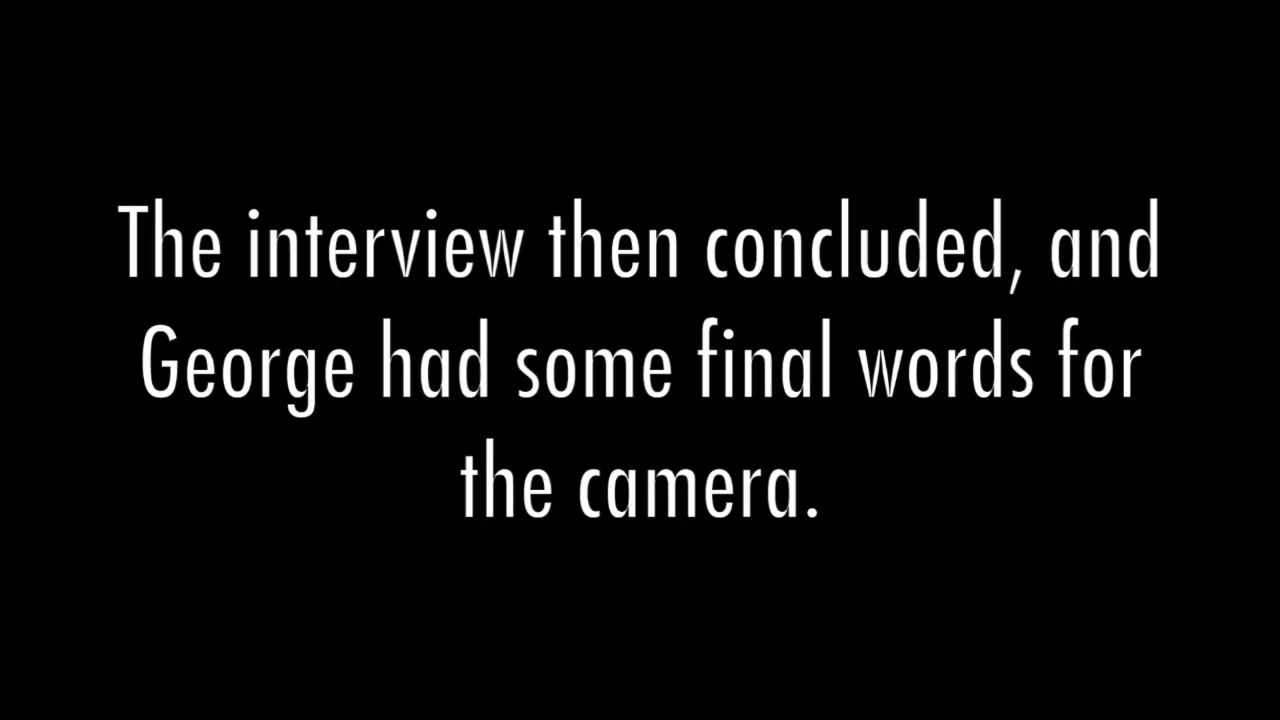 The interview then concluded, and
George had some final words for
the camera.